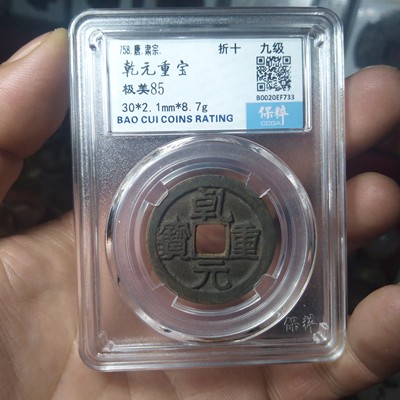 758.唐.肃宗.
折十 九级
乾元重宝
极美85
30*2.1mm*8.7g
BAO CUI COINS RATING
B0020EF733
保粹
乾
寶 重
元
保粹